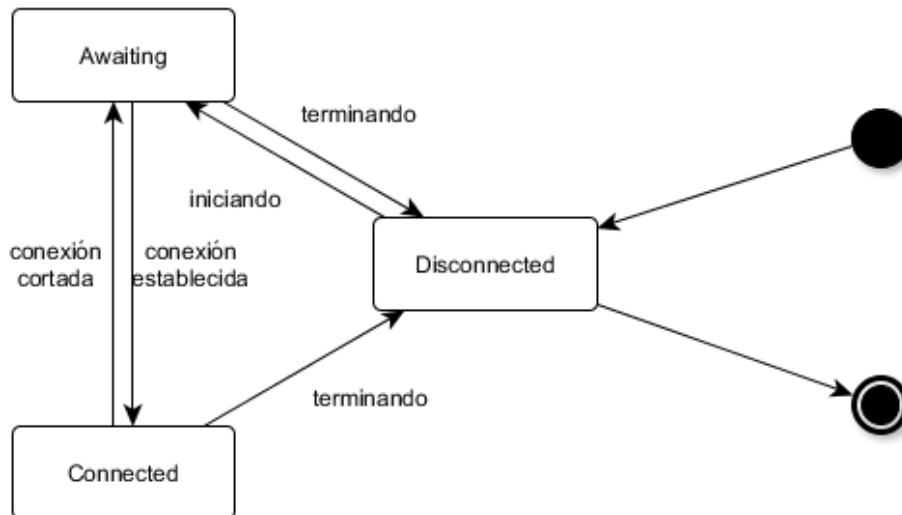 Awaiting
terminando
iniciando
conexión
cortada
conexión
establecida
Disconnected
terminando
Connected